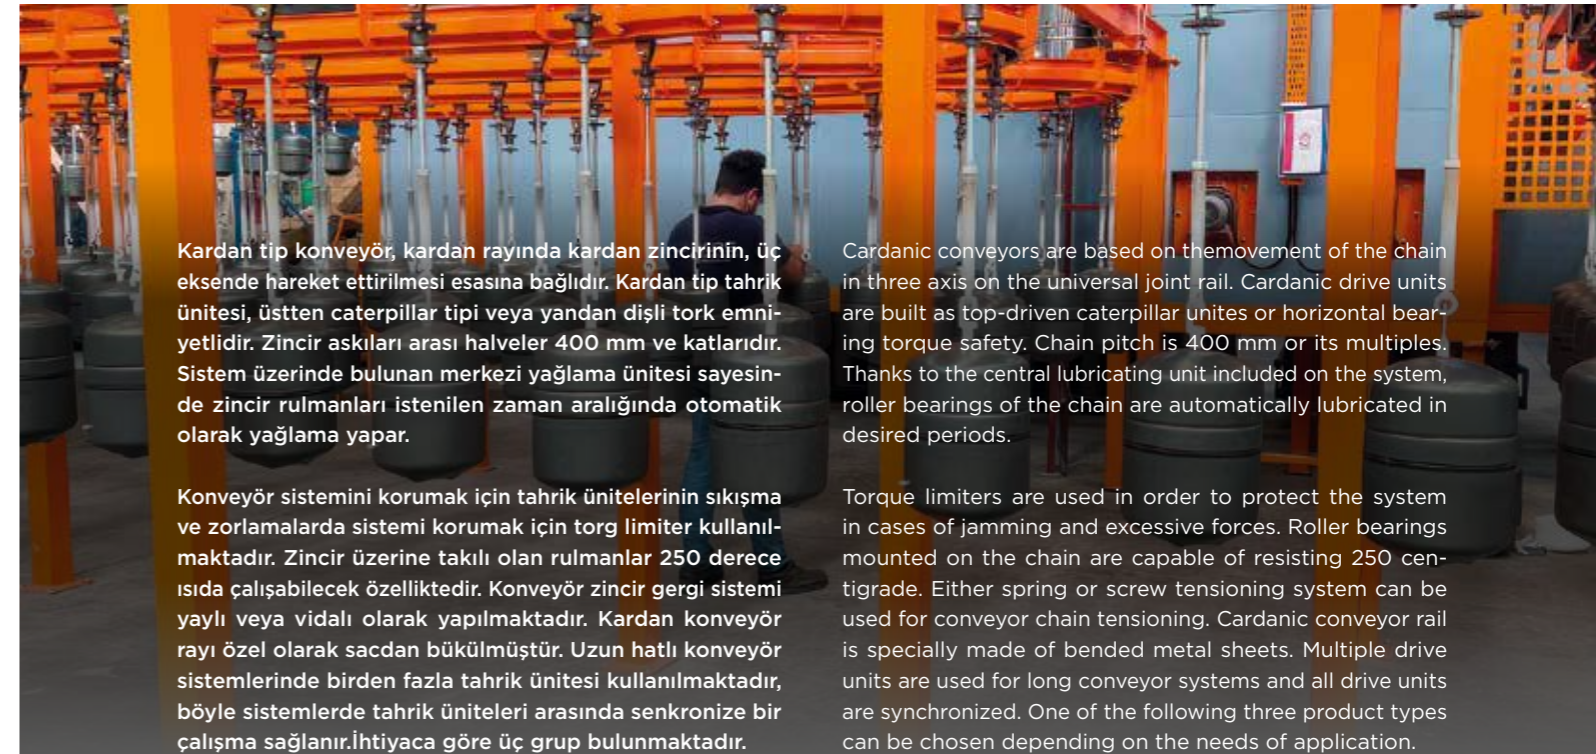 Kardan tip konveyör, kardan rayında kardan zincirinin, üç
eksende hareket ettirilmesi esasına bağlıdır. Kardan tip tahrik
ünitesi, üstten caterpillar tipi veya yandan dişli tork emni-
yetlidir. Zincir askıları arası halveler 400 mm ve katlarıdır.
Sistem üzerinde bulunan merkezi yağlama ünitesi sayesin-
de zincir rulmanları istenilen zaman aralığında otomatik
olarak yağlama yapar.

Konveyör sistemini korumak için tahrik ünitelerinin sıkışma
ve zorlamalarda sistemi korumak için torg limiter kullanıl-
maktadır. Zincir üzerine takılı olan rulmanlar 250 derece
ısıda çalışabilecek özelliktedir. Konveyör zincir gergi sistemi
yaylı veya vidalı olarak yapılmaktadır. Kardan konveyör
rayı özel olarak sacdan bükülmüştür. Uzun hatlı konveyör
sistemlerinde birden fazla tahrik ünitesi kullanılmaktadır,
böyle sistemlerde tahrik üniteleri arasında senkronize bir
çalışma sağlanır.İhtiyaca göre üç grup bulunmaktadır.

Cardanic conveyors are based on themovement of the chain
in three axis on the universal joint rail. Cardanic drive units
are built as top-driven caterpillar unites or horizontal bear-
ing torque safety. Chain pitch is 400 mm or its multiples.
Thanks to the central lubricating unit included on the system,
roller bearings of the chain are automatically lubricated in
desired periods.

Torque limiters are used in order to protect the system
in cases of jamming and excessive forces. Roller bearings
mounted on the chain are capable of resisting 250 cen-
tigrade. Either spring or screw tensioning system can be
used for conveyor chain tensioning. Cardanic conveyor rail
is specially made of bended metal sheets. Multiple drive
units are used for long conveyor systems and all drive units
are synchronized. One of the following three product types
can be chosen depending on the needs of application.